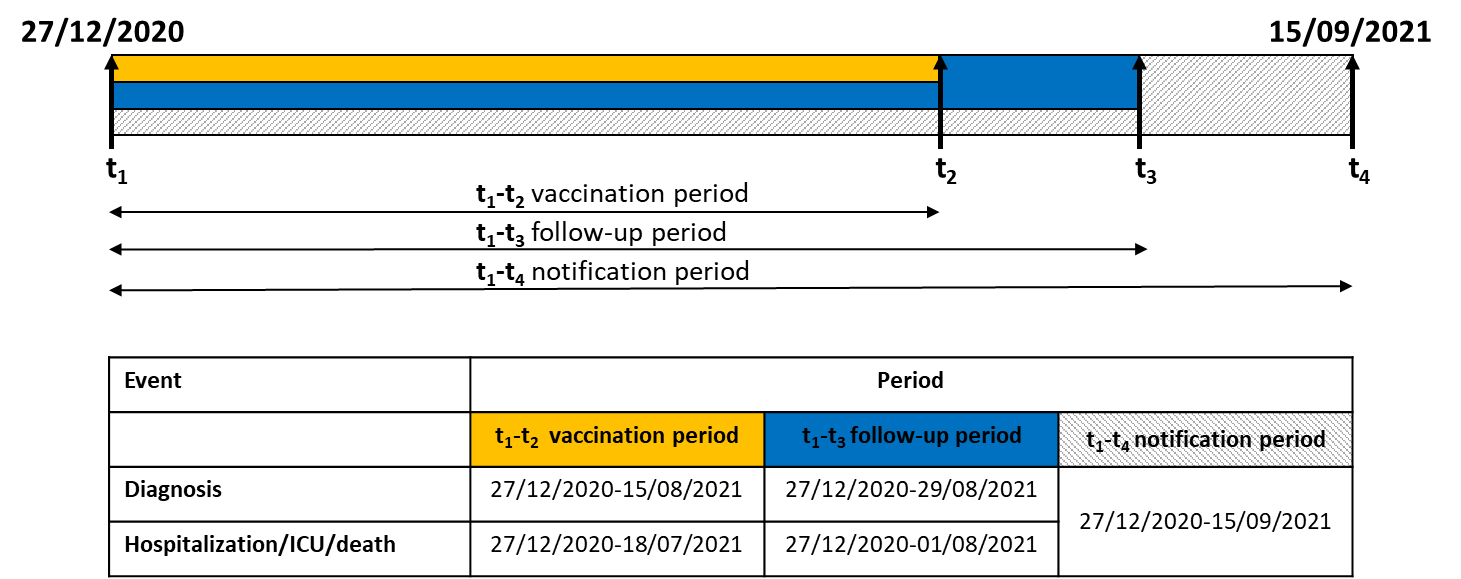 27/12/2020 15/09/2021
t1 t2 t3 t4
t1-t2 vaccination period
t1-t3 follow-up period
t1-t4 notification period
Event Period
t1-t2 vaccination period t1-t3 follow-up period t1-t4 notification period
Diagnosis 27/12/2020-15/08/2021 27/12/2020-29/08/2021
27/12/2020-15/09/2021
Hospitalization/ICU/death 27/12/2020-18/07/2021 27/12/2020-01/08/2021